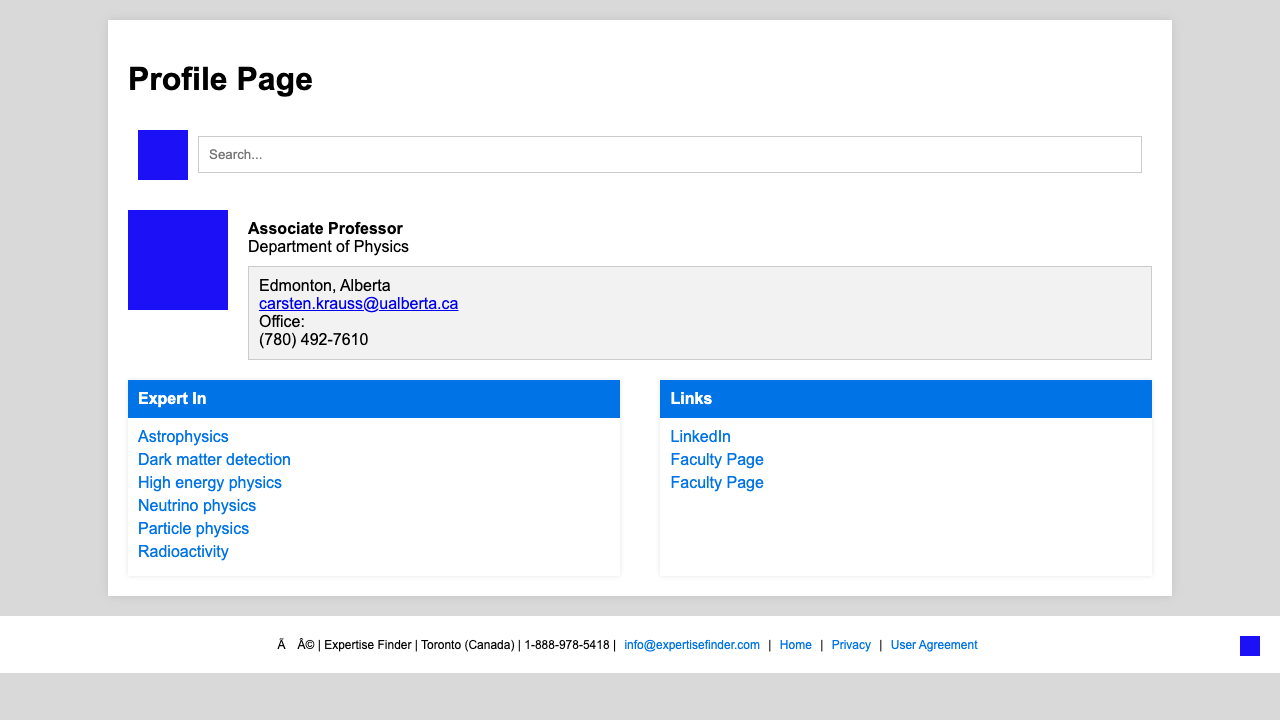 Profile Page
Search...
Associate Professor
Department of Physics
Edmonton, Alberta
carsten.krauss@ualberta.ca
Office:
(780) 492-7610
Expert In
Astrophysics
Dark matter detection
High energy physics
Neutrino physics
Particle physics
Radioactivity
Links
LinkedIn
Faculty Page
Faculty Page
Ã Â© | Expertise Finder | Toronto (Canada) | 1-888-978-5418 | info@expertisefinder.com | Home | Privacy | User Agreement